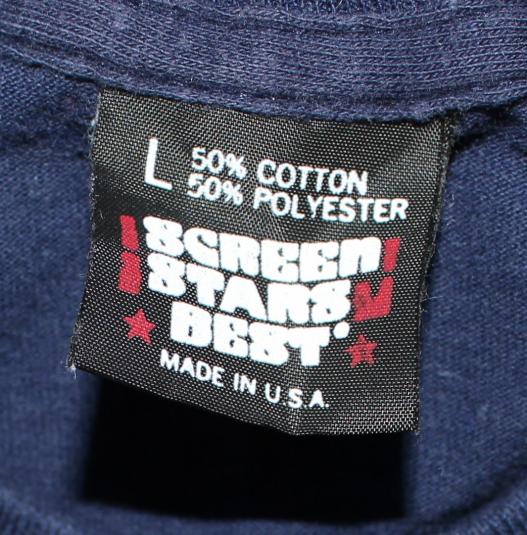 L 50% COTTON
50% POLYESTER
SCREEN
STARS
BEST
MADE IN U.S.A.